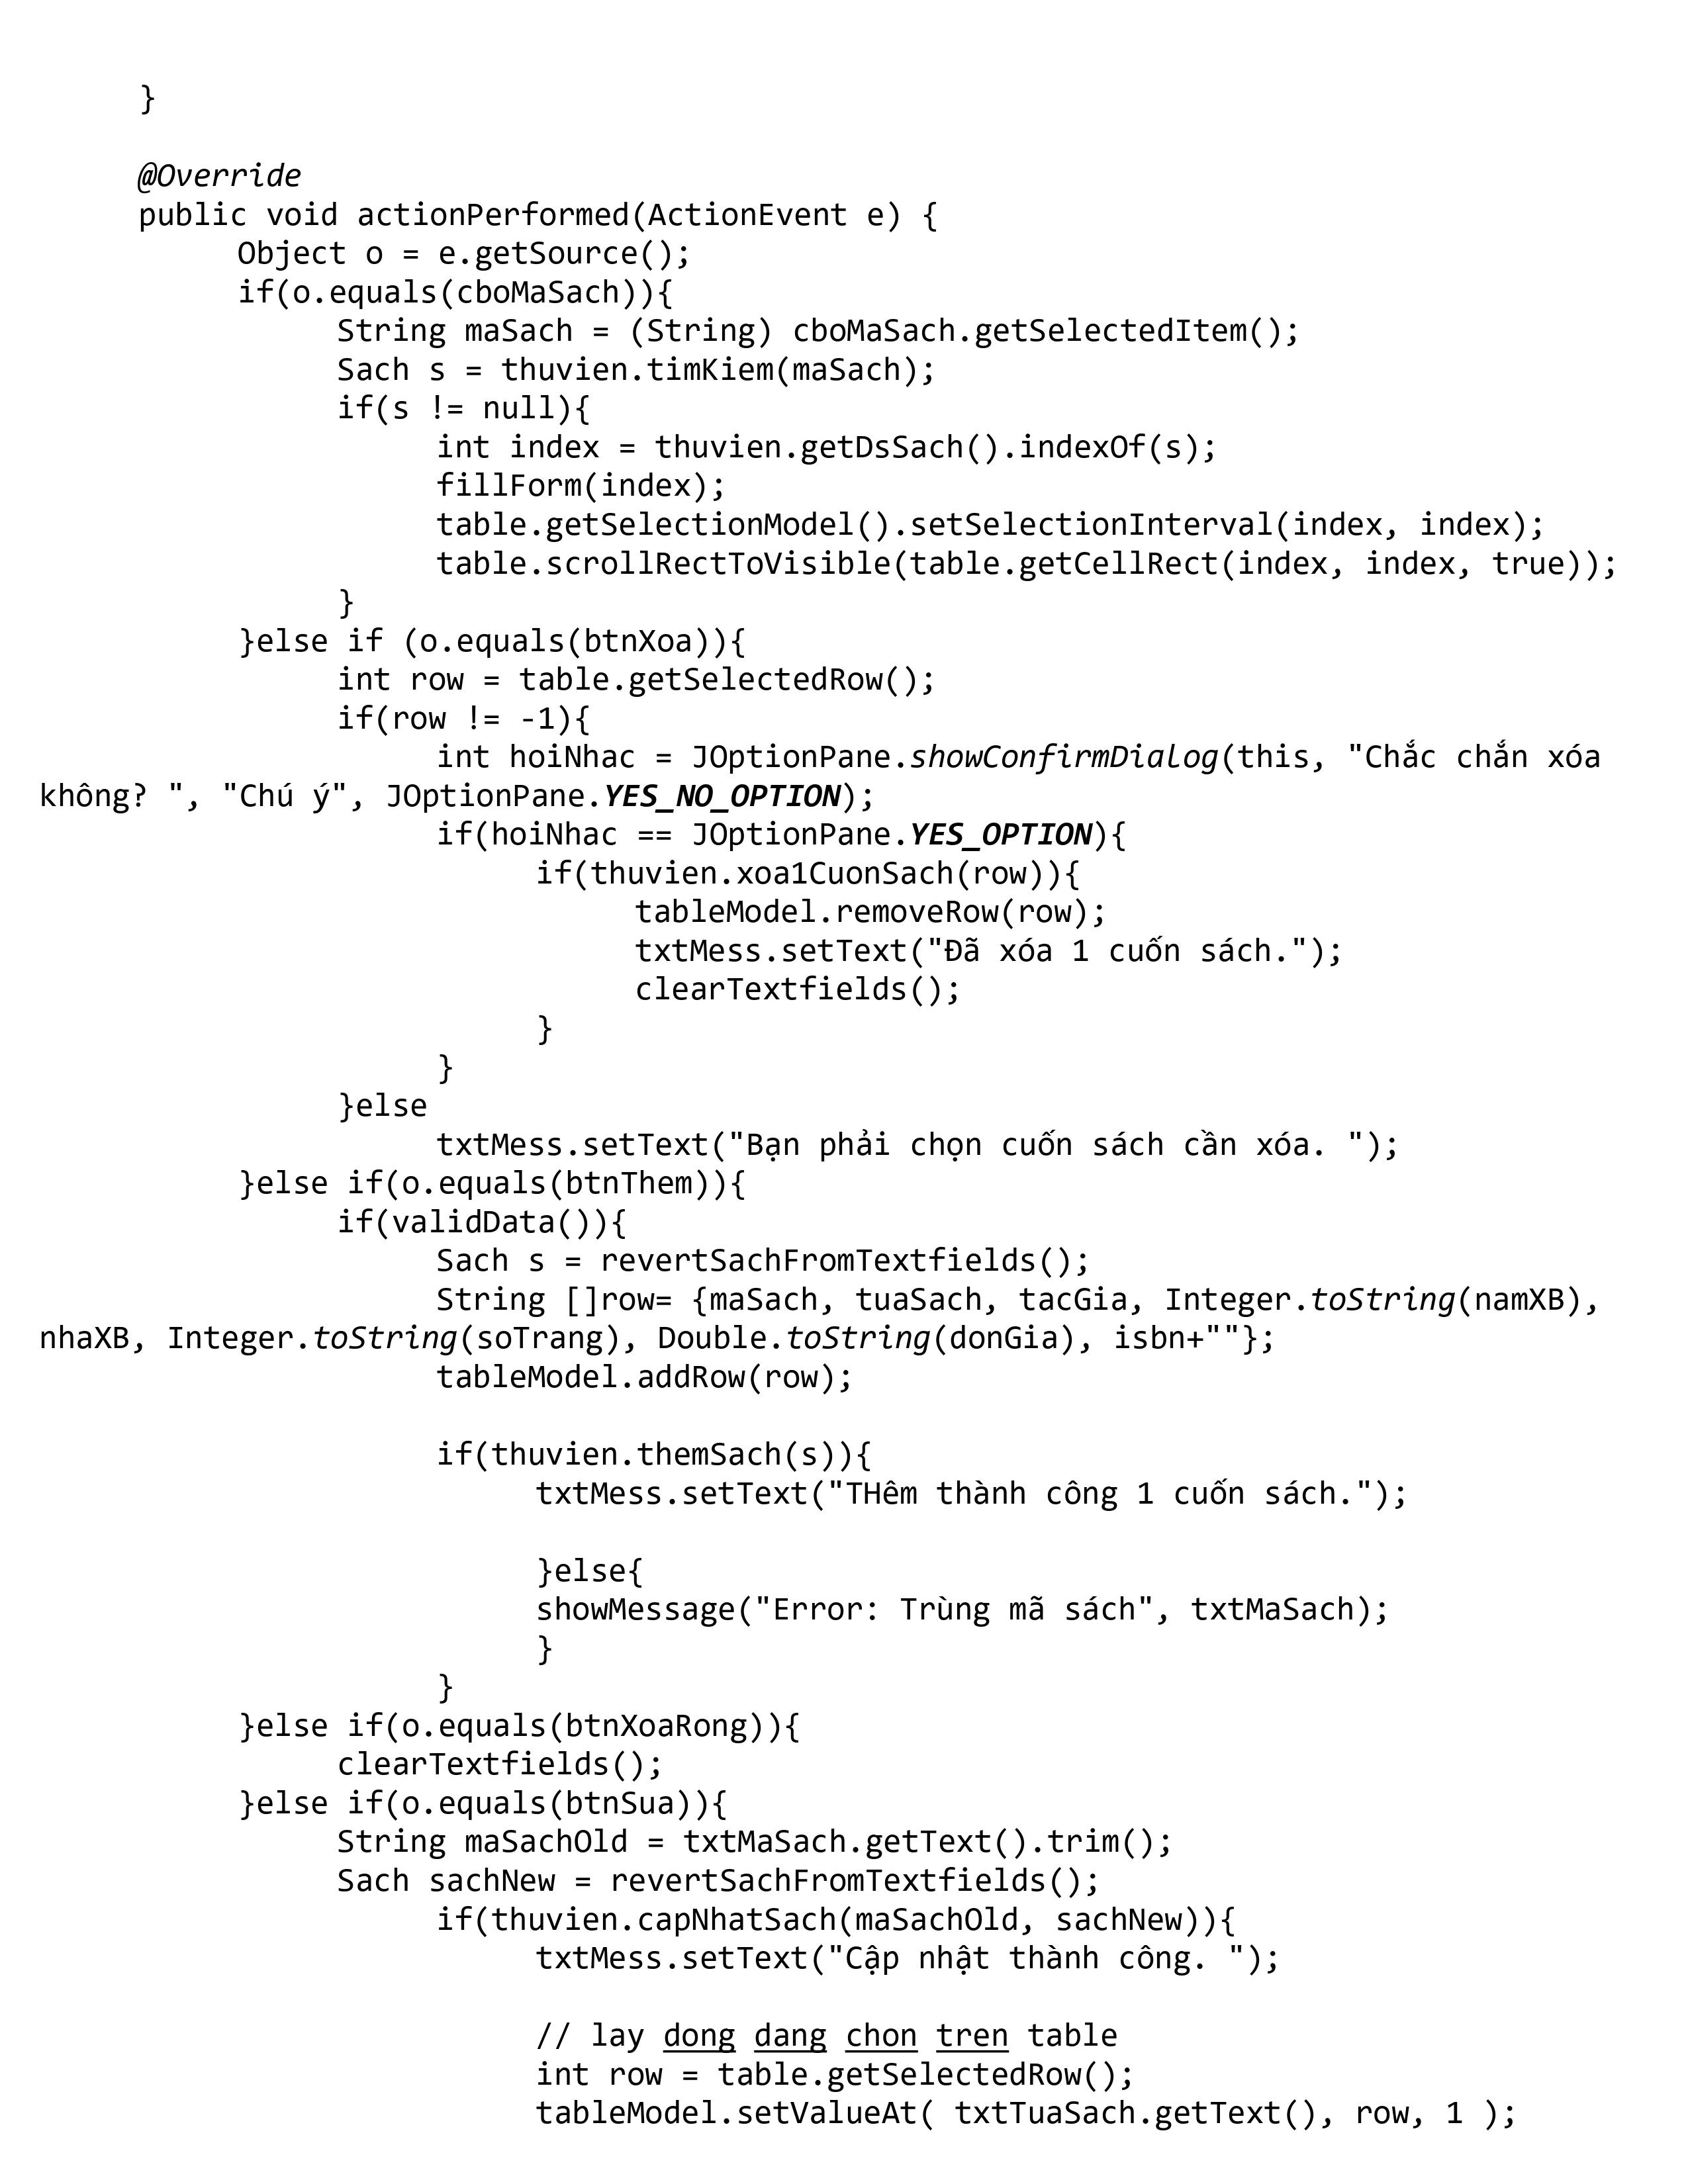 }
@Override
public void actionPerformed(ActionEvent e) {
Object o = e.getSource();
if(o.equals(cboMaSach)){
String maSach = (String) cboMaSach.getSelectedItem();
Sach s = thuvien.timKiem(maSach);
if(s != null){
int index = thuvien.getDsSach().indexOf(s);
fillForm(index);
table.getSelectionModel().setSelectionInterval(index, index);
table.scrollRectToVisible(table.getCellRect(index, index, true));
}
}else if (o.equals(btnXoa)){
int row = table.getSelectedRow();
if(row != -1){
int hoiNhac = JOptionPane.showConfirmDialog(this, "Chắc chắn xóa
không? ", "Chú ý", JOptionPane.YES_NO_OPTION);
if(hoiNhac == JOptionPane.YES_OPTION){
if(thuvien.xoa1CuonSach(row)){
tableModel.removeRow(row);
txtMess.setText("Đã xóa 1 cuốn sách.");
clearTextfields();
}
}
}else
txtMess.setText("Bạn phải chọn cuốn sách cần xóa. ");
}else if(o.equals(btnThem)){
if(validData()){
Sach s = revertSachFromTextfields();
String []row= {maSach, tuaSach, tacGia, Integer.toString(namXB),
nhaXB, Integer.toString(soTrang), Double.toString(donGia), isbn+""};
tableModel.addRow(row);
if(thuvien.themSach(s)){
txtMess.setText("THêm thành công 1 cuốn sách.");
}else{
showMessage("Error: Trùng mã sách", txtMaSach);
}
}
}else if(o.equals(btnXoaRong)){
clearTextfields();
}else if(o.equals(btnSua)){
String maSachOld = txtMaSach.getText().trim();
Sach sachNew = revertSachFromTextfields();
if(thuvien.capNhatSach(maSachOld, sachNew)){
txtMess.setText("Cập nhật thành công. ");
// lay dong dang chon tren table
int row = table.getSelectedRow();
tableModel.setValueAt( txtTuaSach.getText(), row, 1 );